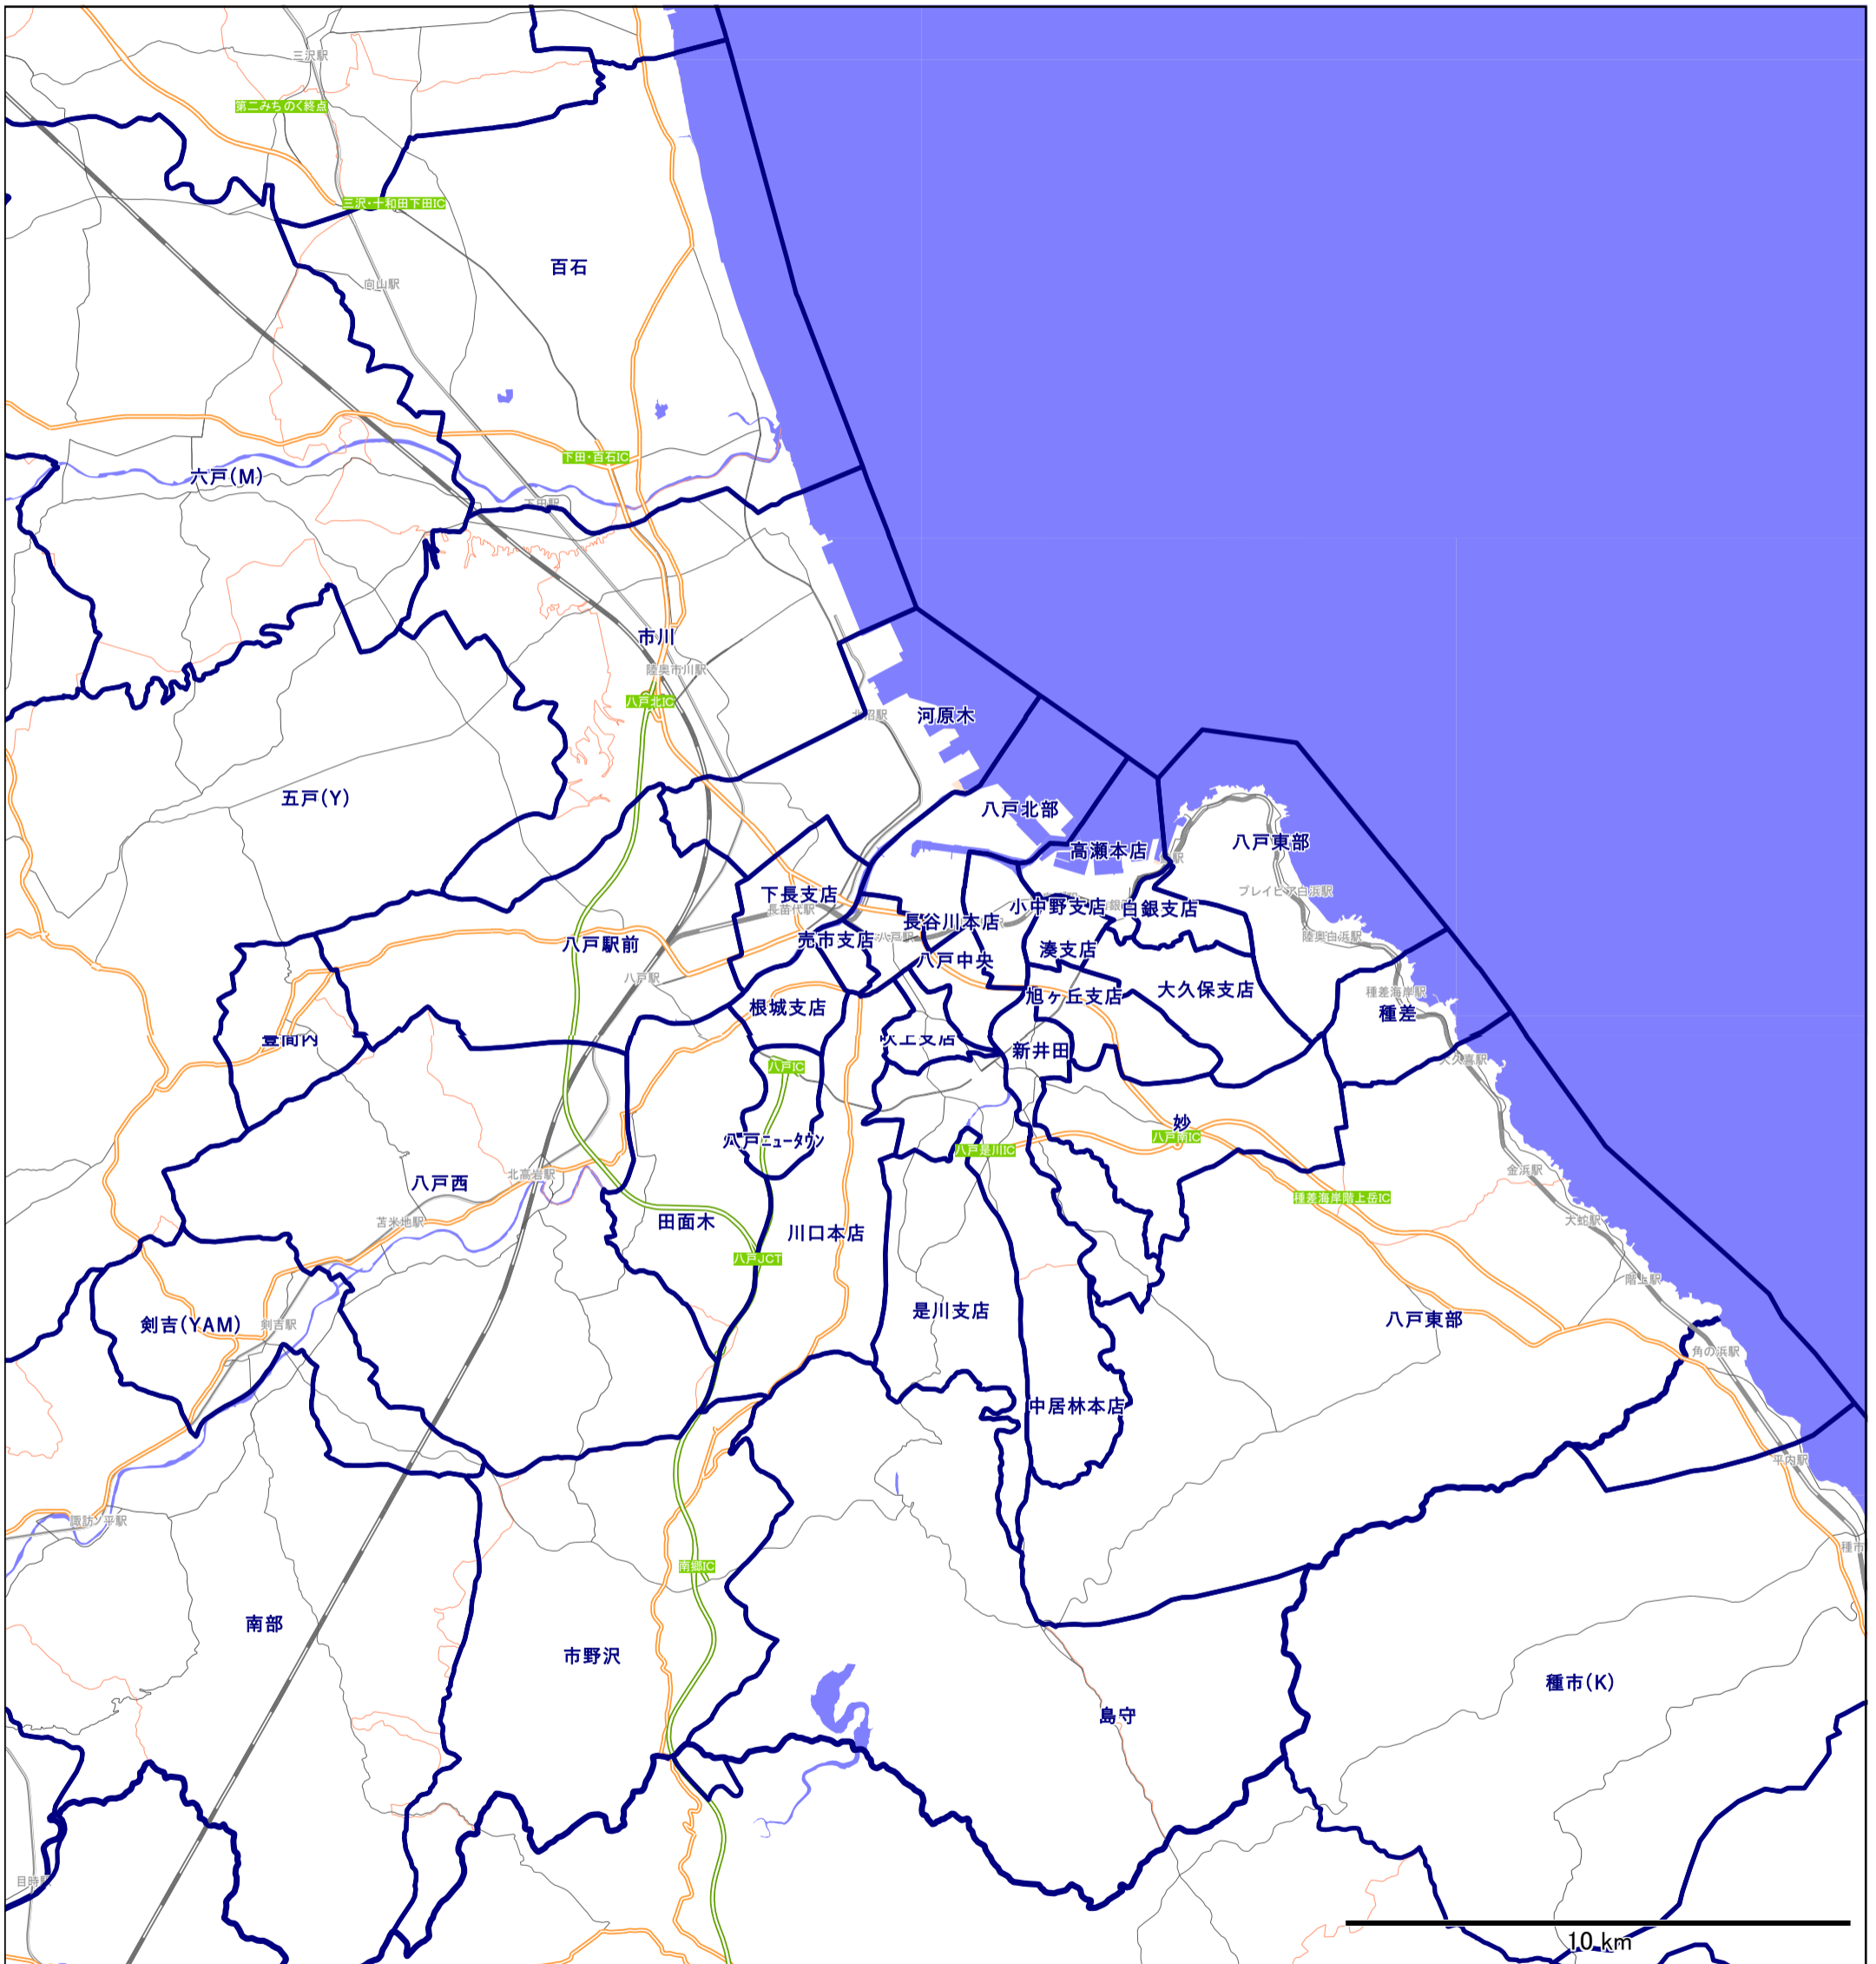 三沢駅
第二みちのく終点
三沢・十和田下田IC
百石
向山駅
下田・百石IC
六戸(M)
下田駅
市川
陸奥市川駅
八戸北IC
北沼駅
河原木
五戸(Y)
八戸北部
八戸東部
高瀬本店
駅
プレイピア白浜駅
下長支店
長苗代駅
小中野支店
白銀支店
長谷川本店
陸奥白浜駅
売市支店
八戸駅前
湊支店
八戸中央
八戸駅
大久保支店
種差海岸駅
旭ヶ丘支店
根城支店
種差
豊間内
吹上支店
新井田
大久喜駅
八戸IC
妙
八戸南IC
八戸ニュータウン
八戸是川IC
金浜駅
北高岩駅
八戸西
種差海岸階上岳IC
苫米地駅
田面木
大蛇駅
川口本店
八戸JCT
階上駅
是川支店
剣吉(YAM)
剣吉駅
八戸東部
角の浜駅
中居林本店
平内駅
諏訪ノ平駅
種市
南郷IC
南部
市野沢
種市(K)
島守
目時駅
10 km